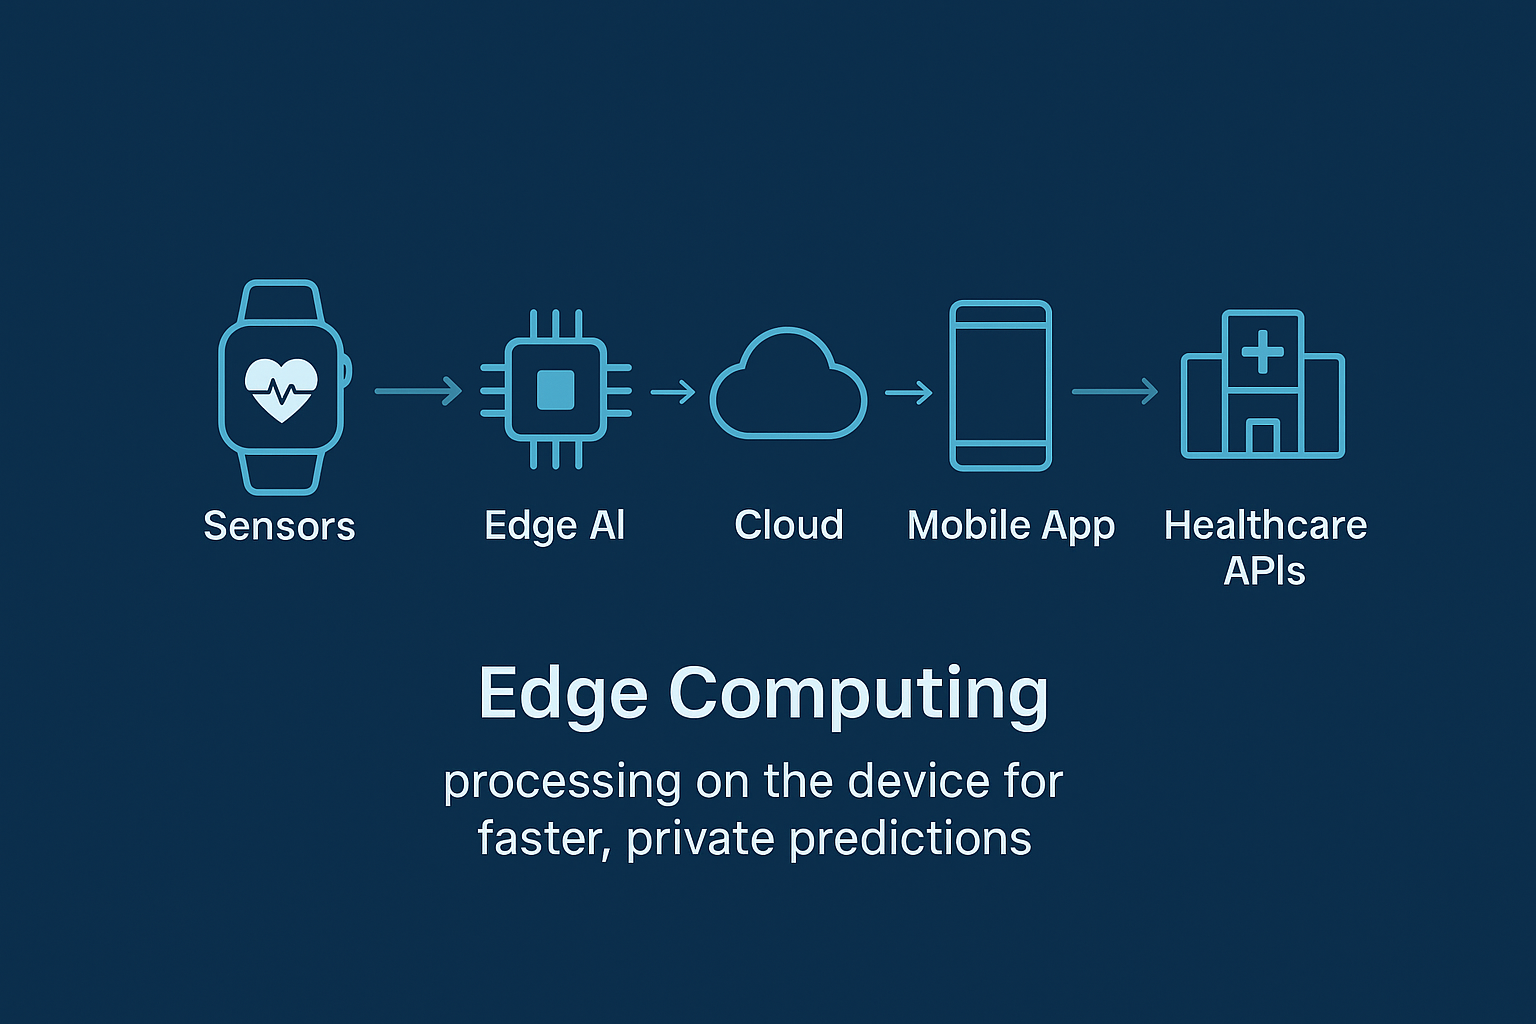 Sensors
Edge AI
Cloud
Mobile App
Healthcare
APIs
Edge Computing
processing on the device for
faster, private predictions